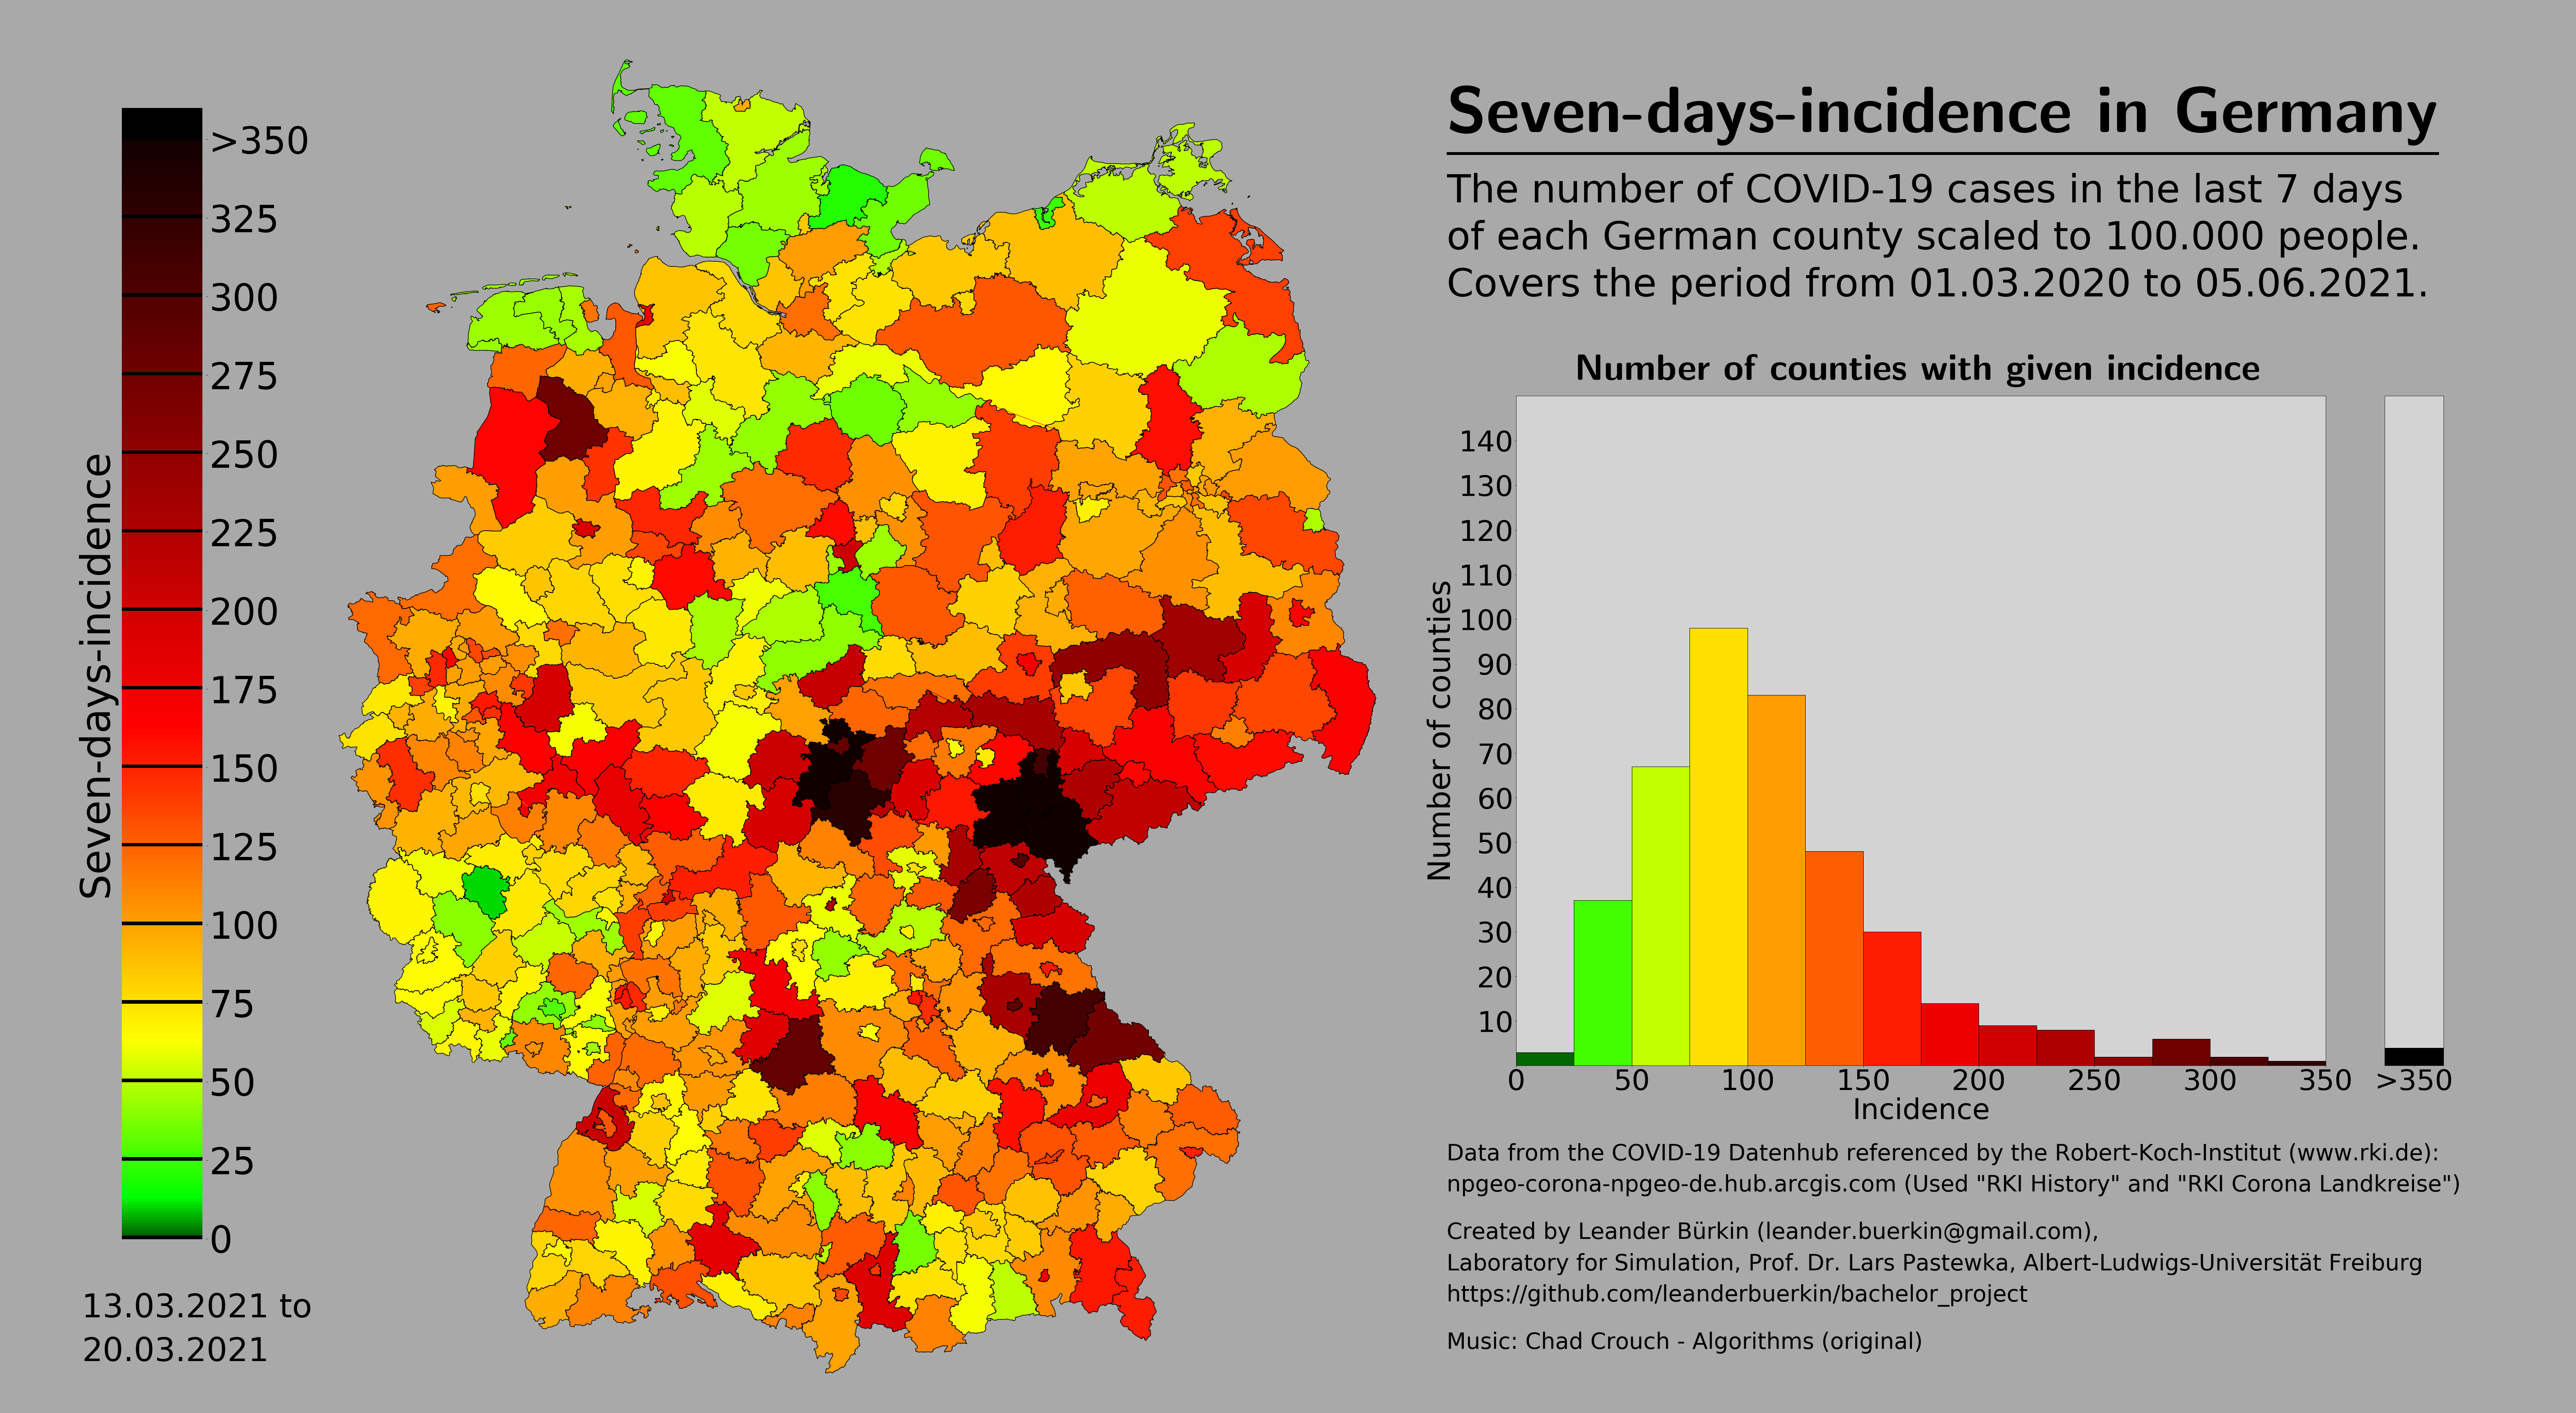 Seven-days-incidence in Germany
The number of COVID-19 cases in the last 7 days
of each German county scaled to 100.000 people.
Covers the period from 01.03.2020 to 05.06.2021.
Seven-days-incidence
>350
325
300
275
250
225
200
175
150
125
100
75
50
25
0
13.03.2021 to
20.03.2021
Number of counties with given incidence
Number of counties
140
130
120
110
100
90
80
70
60
50
40
30
20
10
0 50 100 150 200 250 300 350 >350
Incidence
Data from the COVID-19 Datenhub referenced by the Robert-Koch-Institut (www.rki.de):
npgeo-corona-npgeo-de.hub.arcgis.com (Used "RKI History" and "RKI Corona Landkreise")
Created by Leander Bürkin (leander.buerkin@gmail.com),
Laboratory for Simulation, Prof. Dr. Lars Pastewka, Albert-Ludwigs-Universität Freiburg
https://github.com/leanderbuerkin/bachelor_project
Music: Chad Crouch - Algorithms (original)